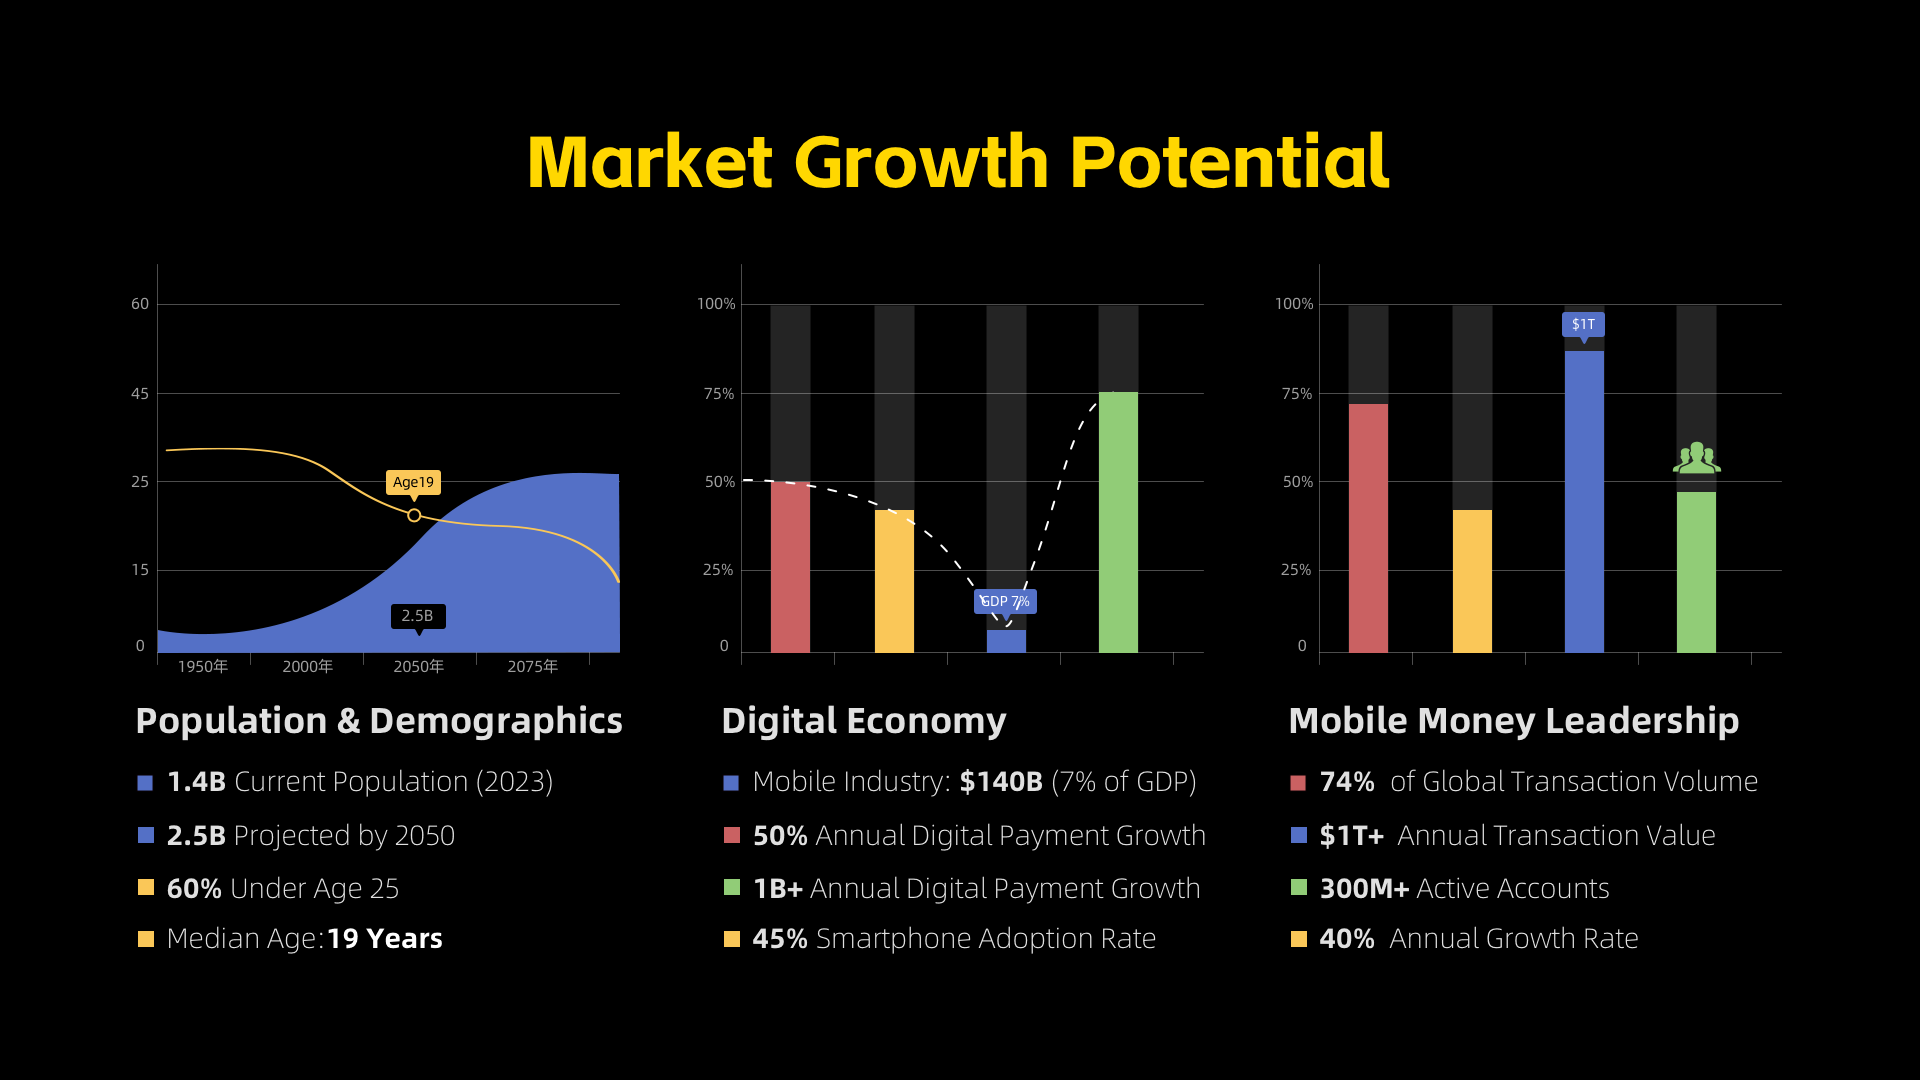 Market Growth Potential
60
45
25
15
0
Age19
2.5B
1950年
2000年
2050年
2075年
100%
75%
50%
25%
0
GDP 7%
100%
75%
50%
25%
0
$1T
Population & Demographics
1.4B Current Population (2023)
2.5B Projected by 2050
60% Under Age 25
Median Age:19 Years
Digital Economy
Mobile Industry: $140B (7% of GDP)
50% Annual Digital Payment Growth
1B+ Annual Digital Payment Growth
45% Smartphone Adoption Rate
Mobile Money Leadership
74% of Global Transaction Volume
$1T+ Annual Transaction Value
300M+ Active Accounts
40% Annual Growth Rate